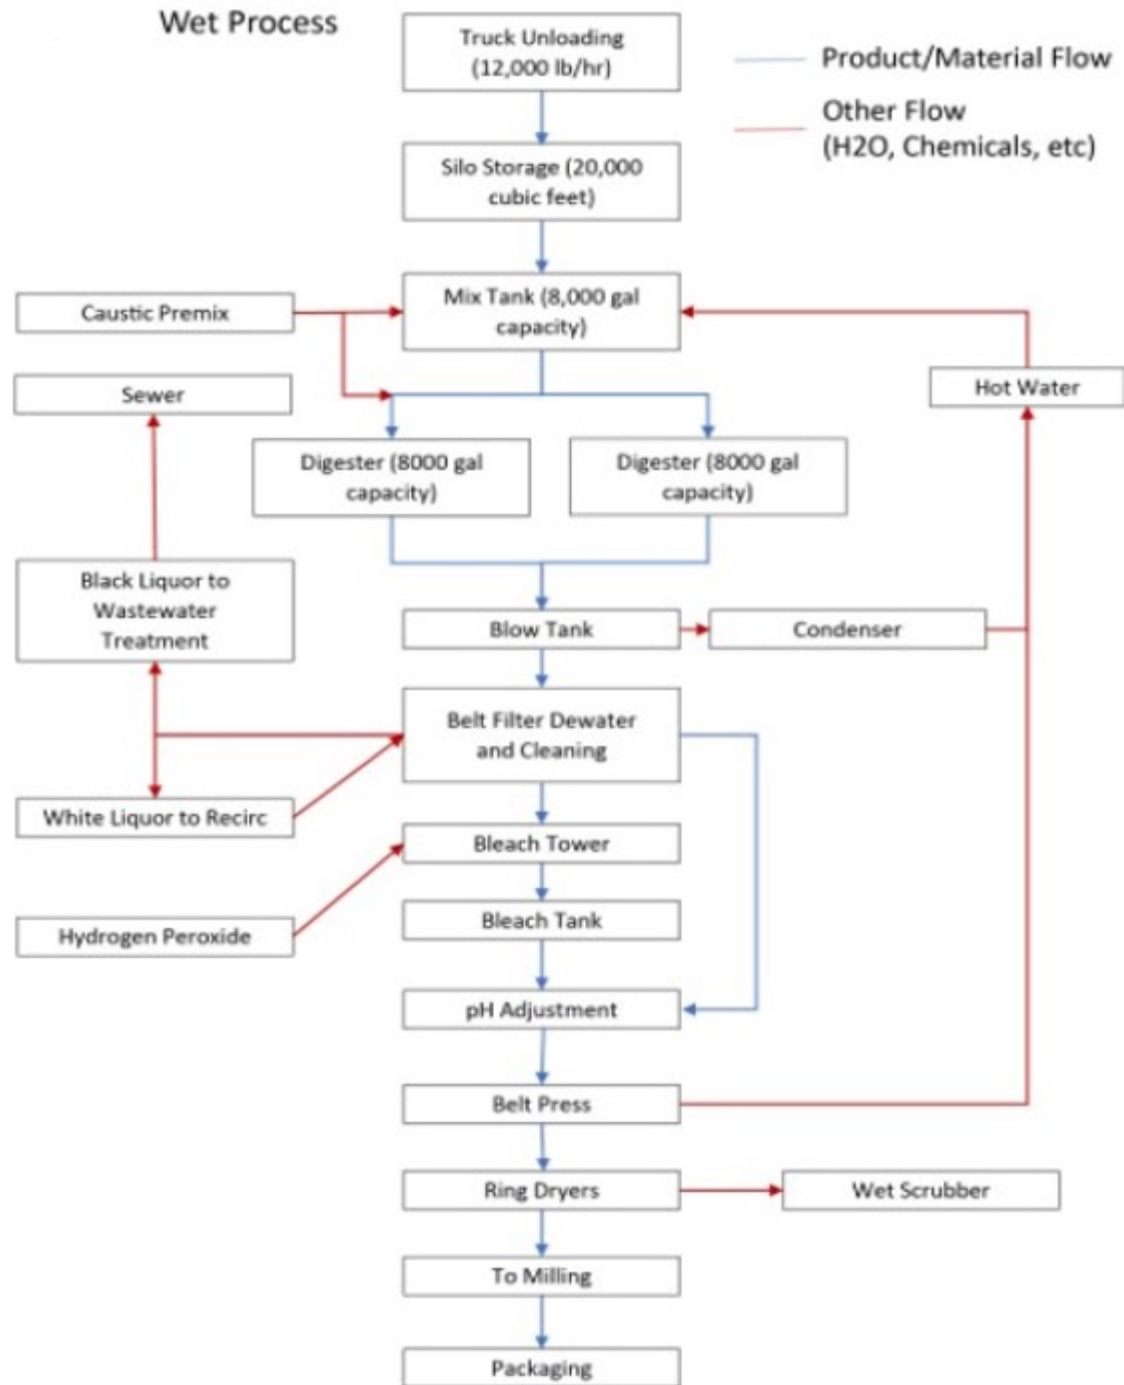 Wet Process
Truck Unloading
(12,000 lb/hr)
Product/Material Flow
Other Flow
(H2O, Chemicals, etc)
Silo Storage (20,000
cubic feet)
Caustic Premix
Mix Tank (8,000 gal
capacity)
Sewer
Hot Water
Digester (8000 gal
capacity)
Digester (8000 gal
capacity)
Black Liquor to
Wastewater
Treatment
Blow Tank
Condenser
Belt Filter Dewater
and Cleaning
White Liquor to Recirc
Bleach Tower
Hydrogen Peroxide
Bleach Tank
pH Adjustment
Belt Press
Ring Dryers
Wet Scrubber
To Milling
Packaging